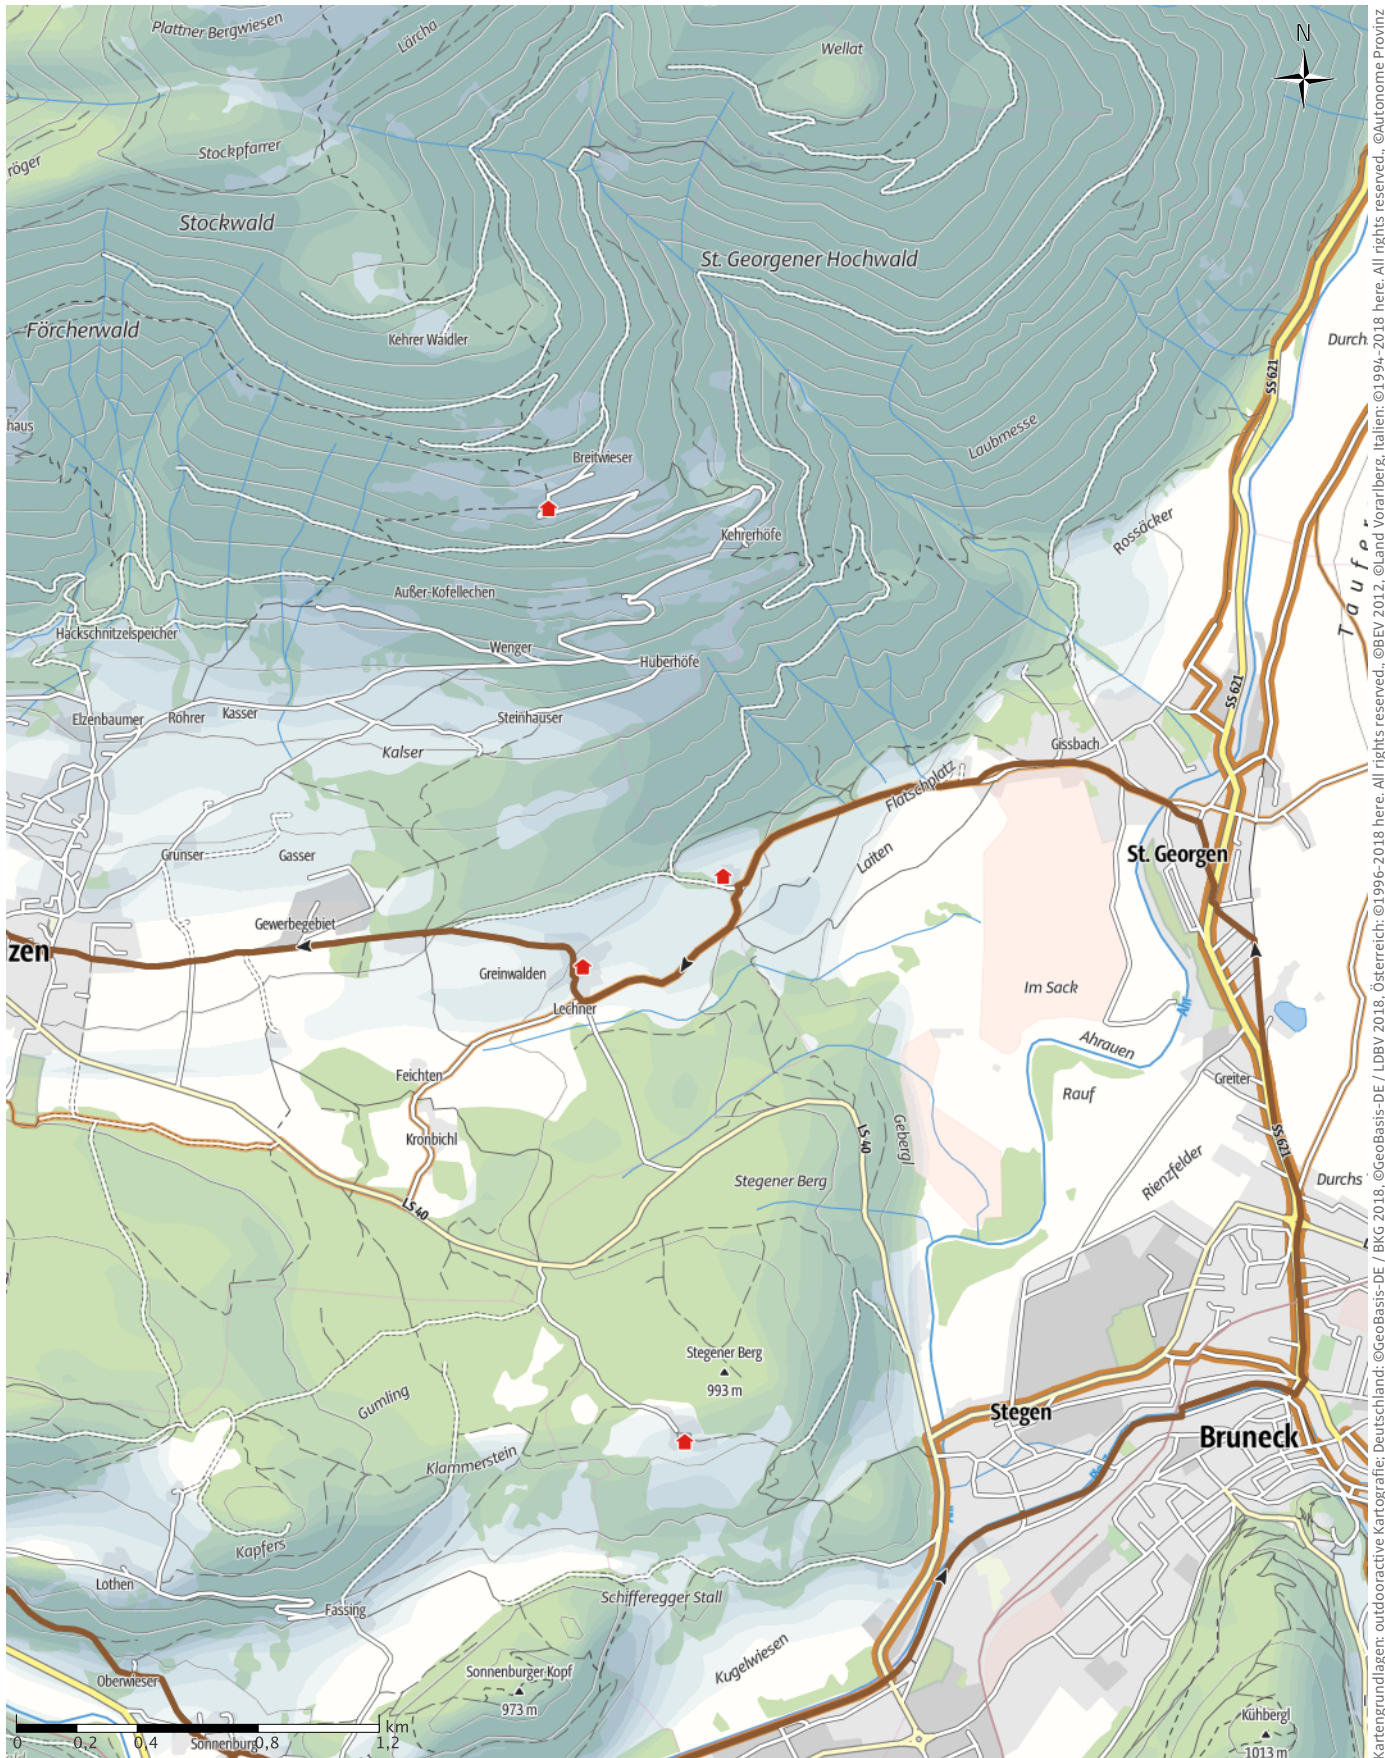 Plattner Bergwiesen
Lärcha
Wellat
N
Stockpfarrer
röger
Stockwald
St. Georgener Hochwald
Förcherwald
Kehrer Waidler
Durch
SS 621
haus
Laubmesse
Breitwieser
Rossäcker
Kehrerhöfe
Außer-Kofellechen
Taufer
Hackschnitzelspeicher
Wenger
Huberhöfe
SS 621
Elzenbaumer
Rohrer
Kasser
Steinhauser
Kalser
Gissbach
Flatschplatz
Grunser
Gasser
Laiten
St. Georgen
Gewerbegebiet
zen
Greinwalden
Im Sack
Lechner
Ahr
Ahrauen
Feichten
Rauf
Greiter
Kronbichl
Gebergl
LS 40
SS 621
Rienzfelder
Stegener Berg
Durchs
LS 40
Stegener Berg
993 m
Gumling
Stegen
Bruneck
Klammerstein
Kapfers
Lothen
Schifferegger Stall
Fassing
Kugelwiesen
Oberwieser
Sonnenburger Kopf
973 m
Kühbergl
1013 m
km
0 0,2 0,4 0,8 1,2
Sonnenburg
artengrundlagen: outdooractive Kartografie; Deutschland: ©GeoBasis-DE / BKG 2018, ©GeoBasis-DE / LDBV 2018, Österreich: ©1996-2018 here. All rights reserved., ©BEV 2012, ©Land Vorarlberg, Italien: ©1994-2018 here. All rights reserved., ©Autonome Provinz